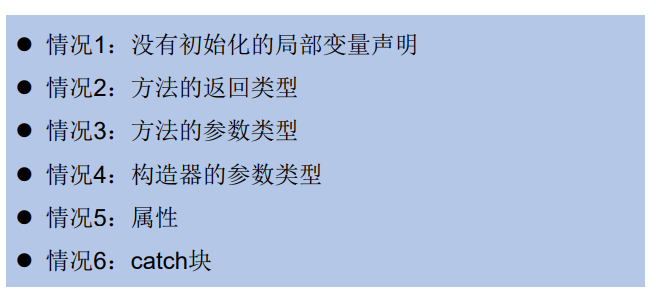 ● 情况1：没有初始化的局部变量声明
● 情况2：方法的返回类型
● 情况3：方法的参数类型
● 情况4：构造器的参数类型
● 情况5：属性
● 情况6：catch块